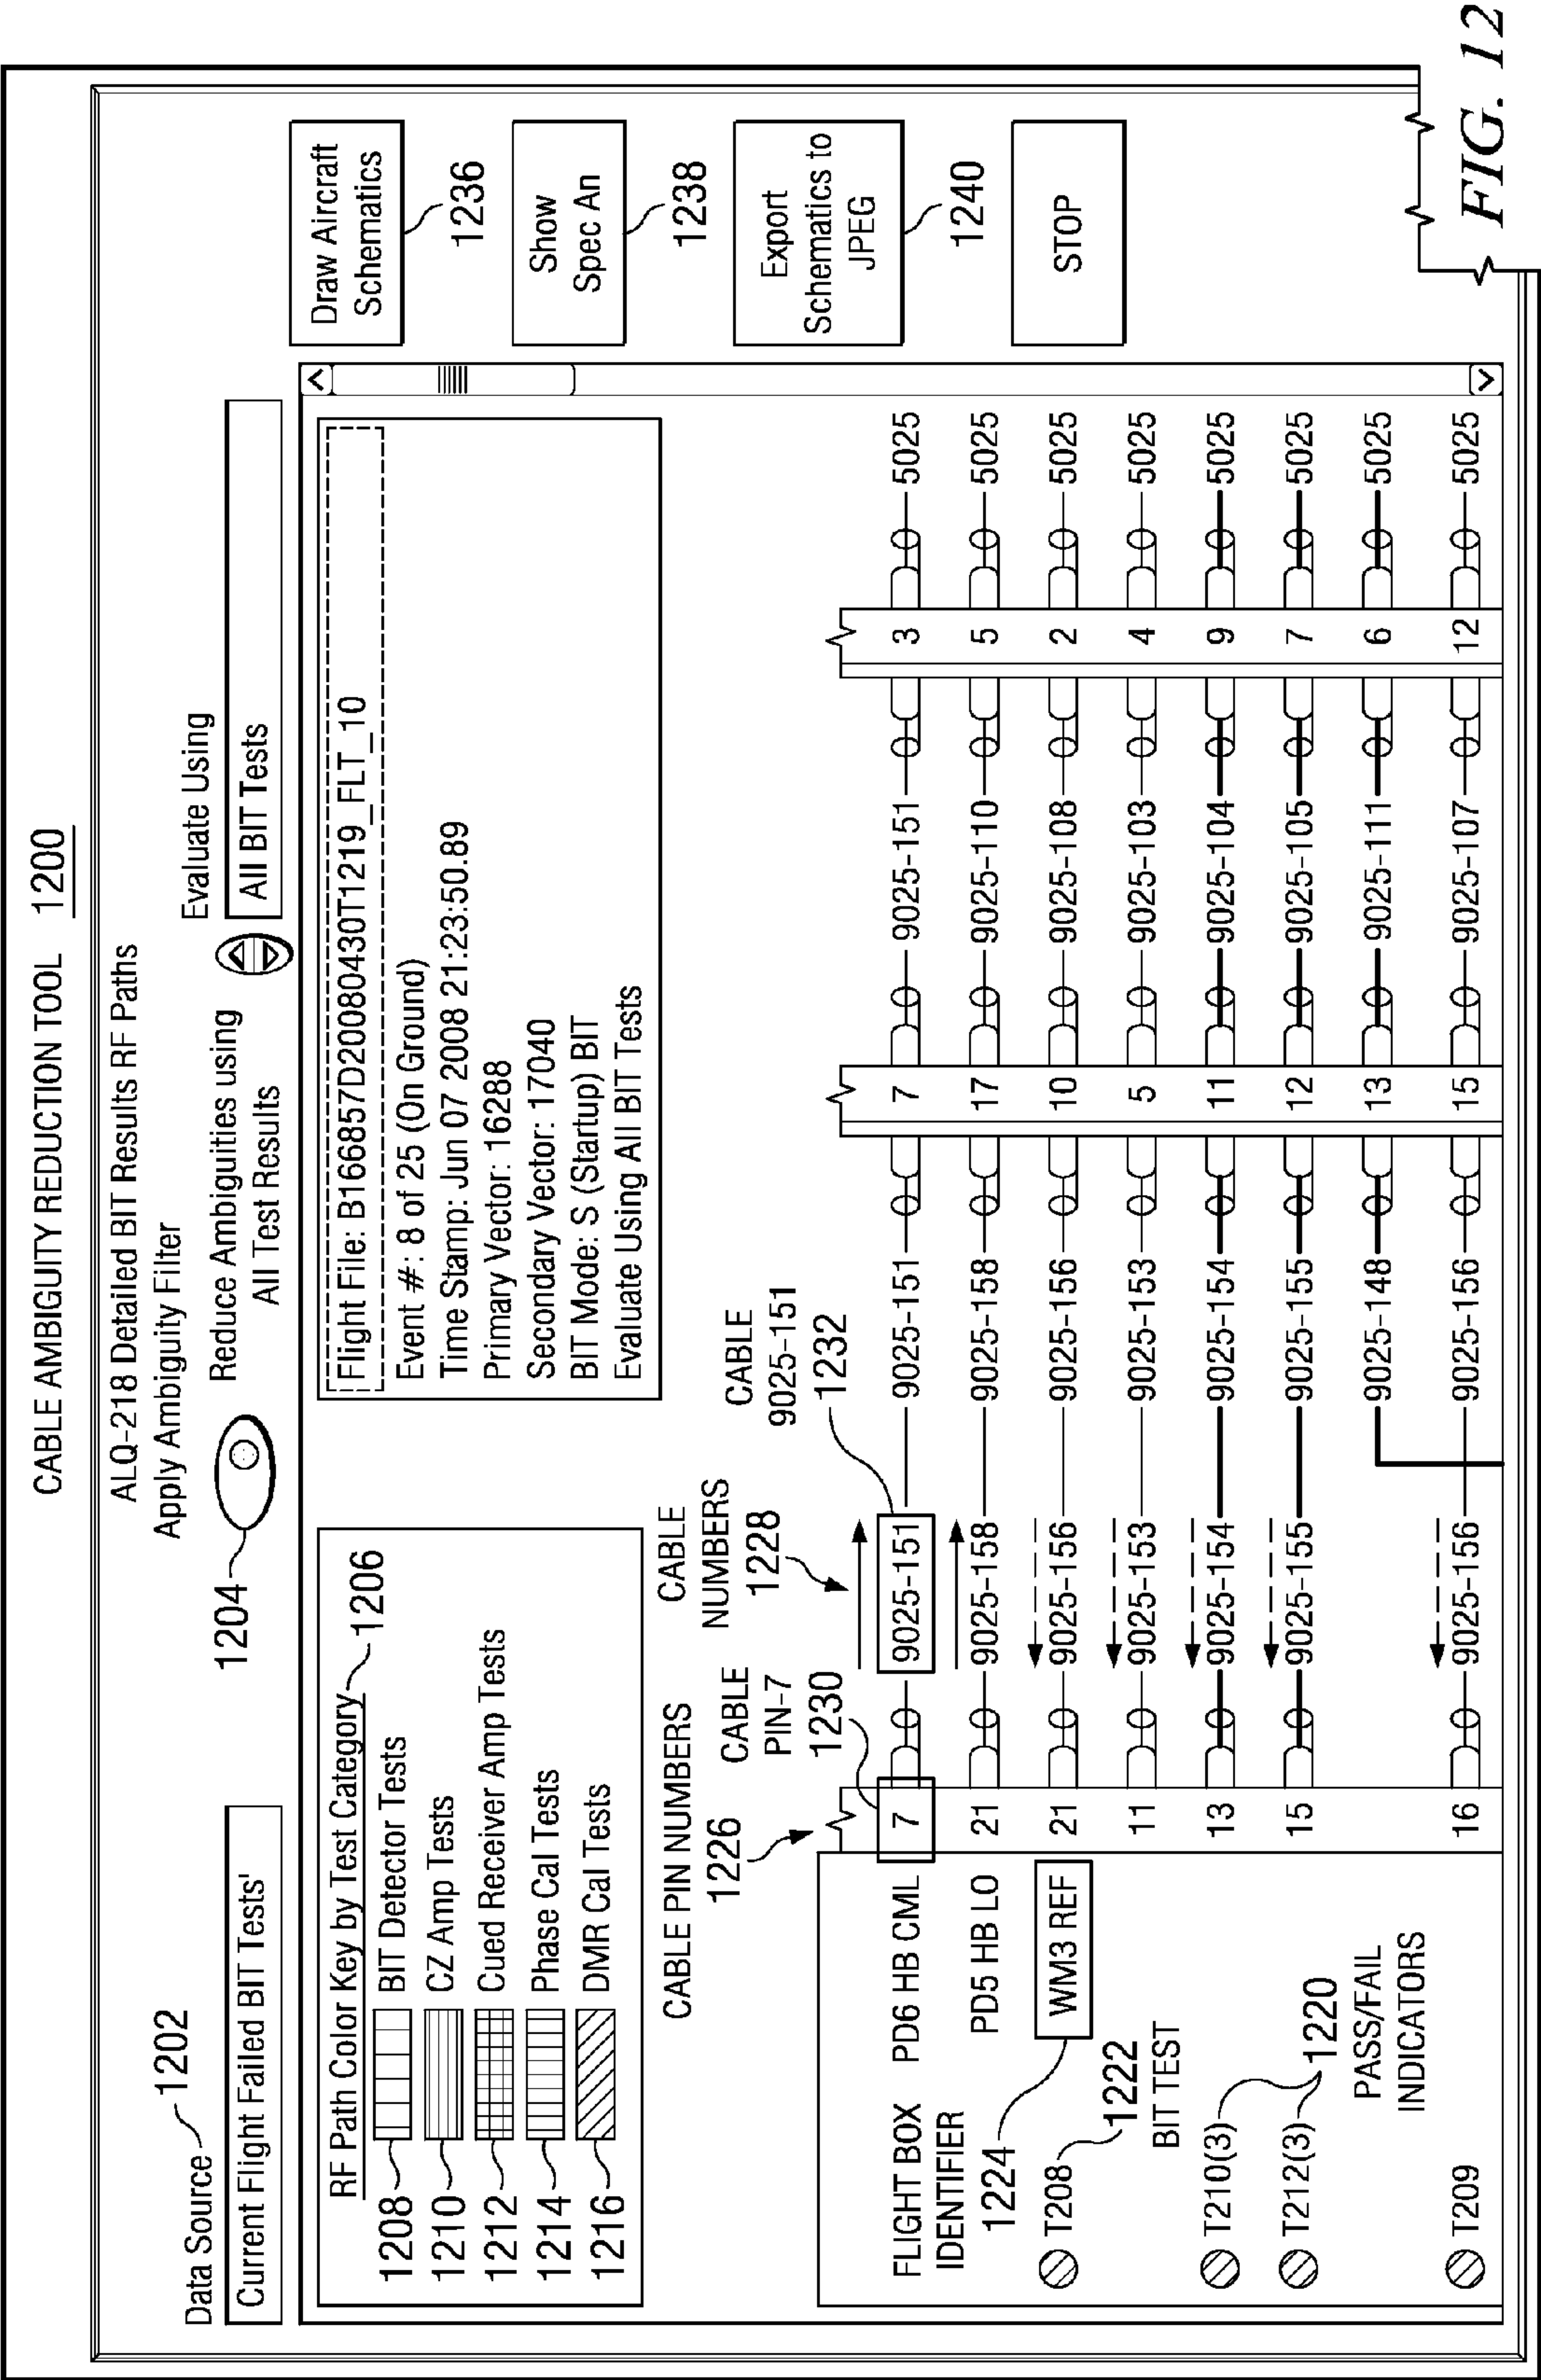 CABLE AMBIGUITY REDUCTION TOOL 1200
ALQ-218 Detailed BIT Results RF Paths
Data Source 1202
Current Flight Failed BIT Tests'
Apply Ambiguity Filter
1204
Reduce Ambiguities using
All Test Results
Evaluate Using
All BIT Tests
RF Path Color Key by Test Category 1206
1208 BIT Detector Tests
1210 CZ Amp Tests
1212 Cued Receiver Amp Tests
1214 Phase Cal Tests
1216 DMR Cal Tests
Flight File: B166857D20080430T1219_FLT_10
Event #: 8 of 25 (On Ground)
Time Stamp: Jun 07 2008 21:23:50.89
Primary Vector: 16288
Secondary Vector: 17040
BIT Mode: S (Startup) BIT
Evaluate Using All BIT Tests
Draw Aircraft
Schematics
1236
Show
Spec An
1238
Export
Schematics to
JPEG
1240
STOP
CABLE PIN NUMBERS
1226
CABLE
PIN-7
1230
CABLE
NUMBERS
1228
CABLE
9025-151
1232
FLIGHT BOX
IDENTIFIER
1224
PD6 HB CML 7 9025-151 9025-151 7 9025-151 3 5025
PD5 HB LO 21 9025-158 9025-158 17 9025-110 5 5025
T208 WM3 REF 21 9025-156 9025-156 10 9025-108 2 5025
1222
BIT TEST
11 9025-153 9025-153 5 9025-103 4 5025
T210(3) 13 9025-154 9025-154 11 9025-104 9 5025
T212(3) 15 9025-155 9025-155 12 9025-105 7 5025
1220
PASS/FAIL
INDICATORS
9025-148 13 9025-111 6 5025
T209 16 9025-156 9025-156 15 9025-107 12 5025
FIG. 12